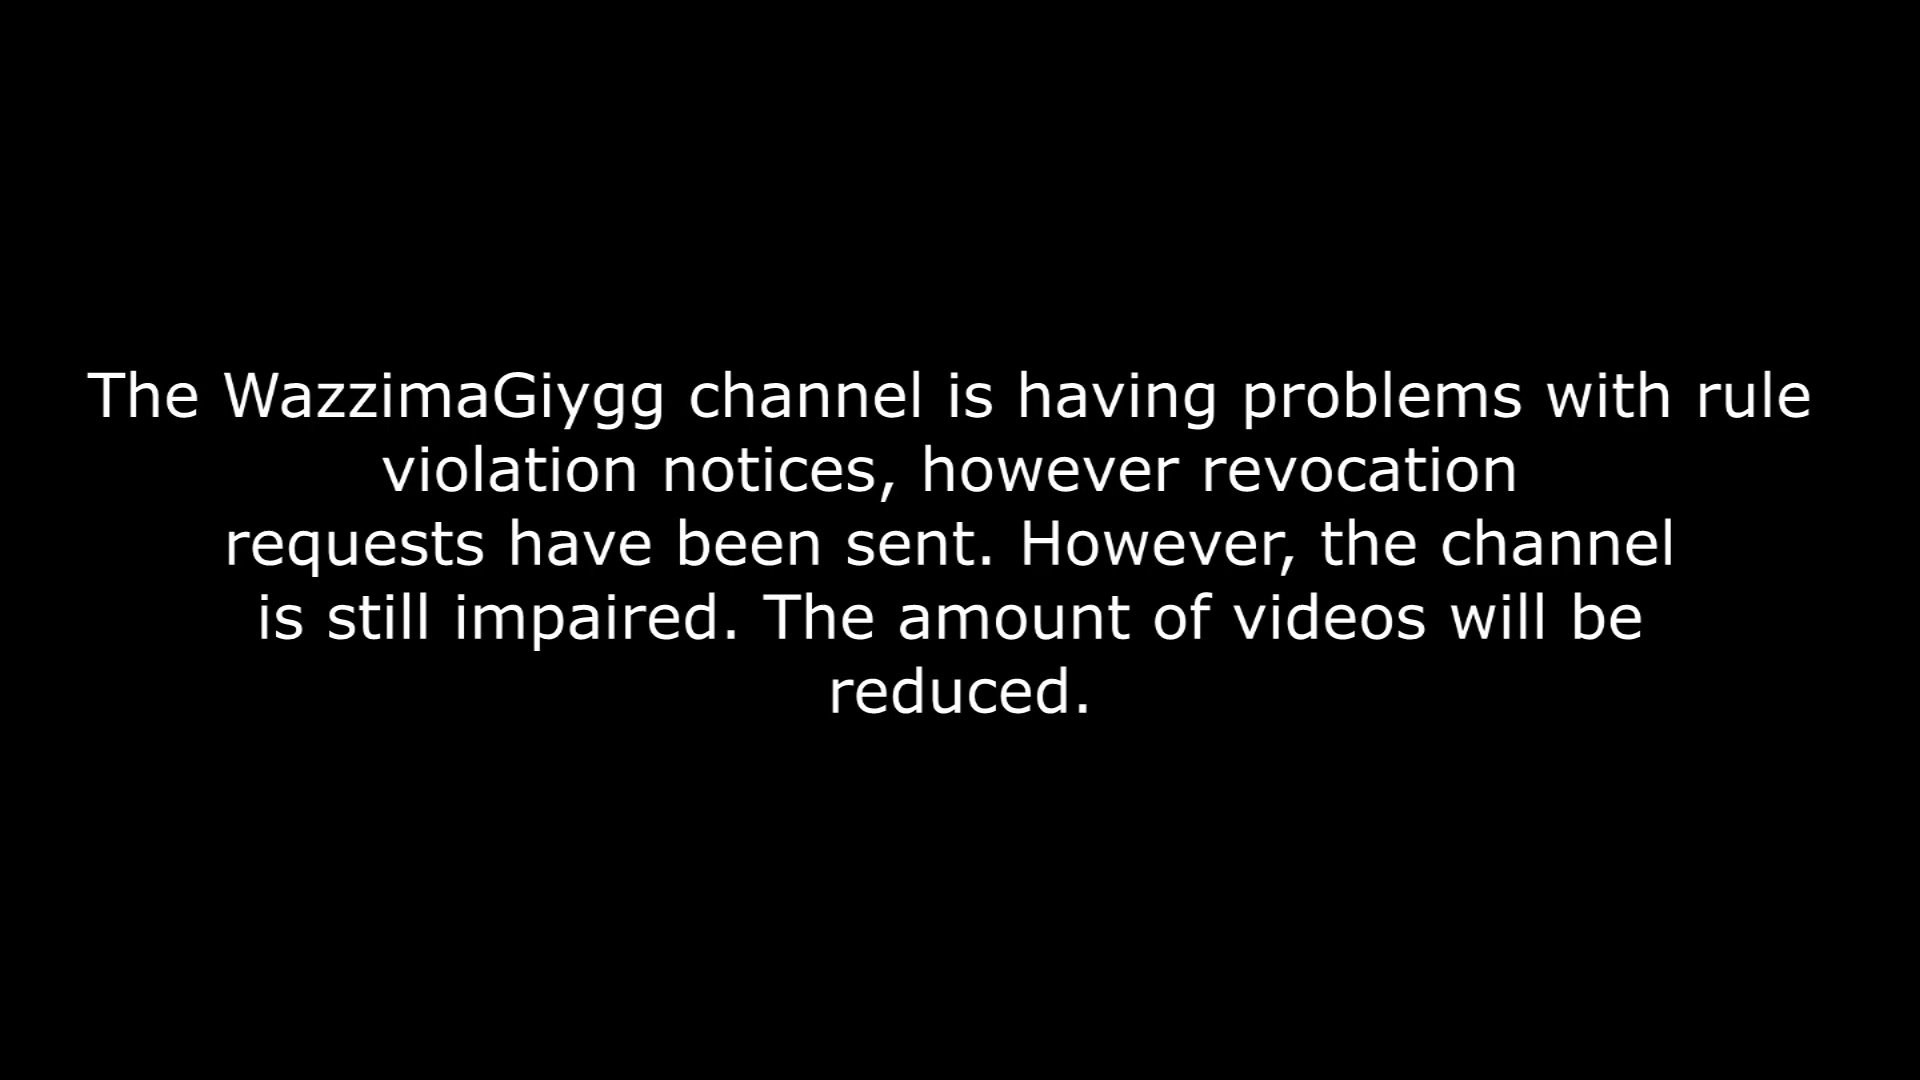 The WazzimaGiygg channel is having problems with rule
violation notices, however revocation
requests have been sent. However, the channel
is still impaired. The amount of videos will be
reduced.